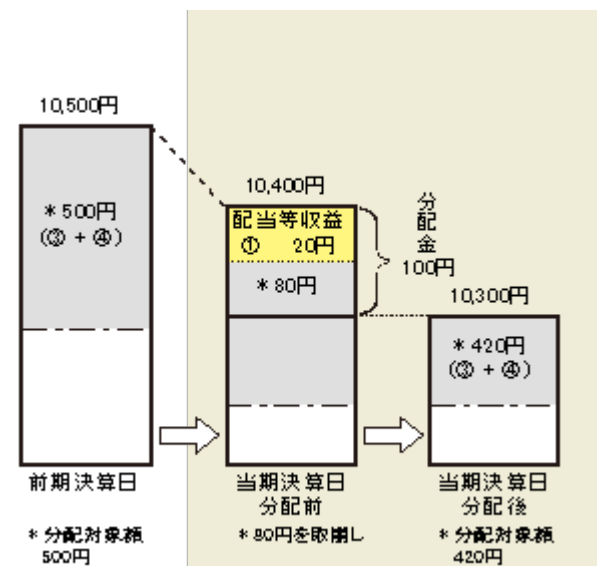 10,500円
＊500円
(③ + ④)
前期決算日
＊分配対象額
500円
10,400円
配当等収益
① 20円
＊80円
分配金
100円
当期決算日
分配前
＊80円を取崩し
10,300円
＊420円
(③ + ④)
当期決算日
分配後
＊分配対象額
420円